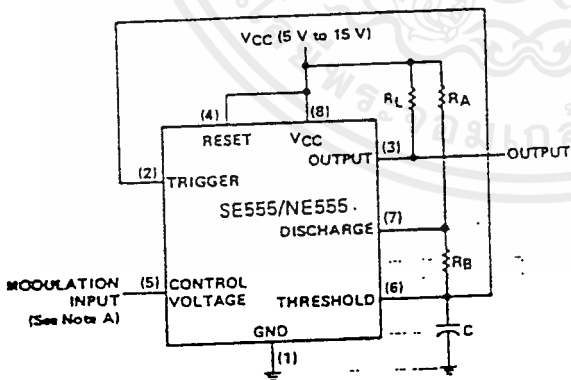 VCC (5 V to 15 V)
RL
RA
(4)
(8)
RESET
VCC
(3)
OUTPUT
OUTPUT
(2)
TRIGGER
SE555/NE555
(7)
DISCHARGE
RB
MODULATION
INPUT
(See Note A)
(5)
CONTROL
VOLTAGE
(6)
THRESHOLD
GND
(1)
C